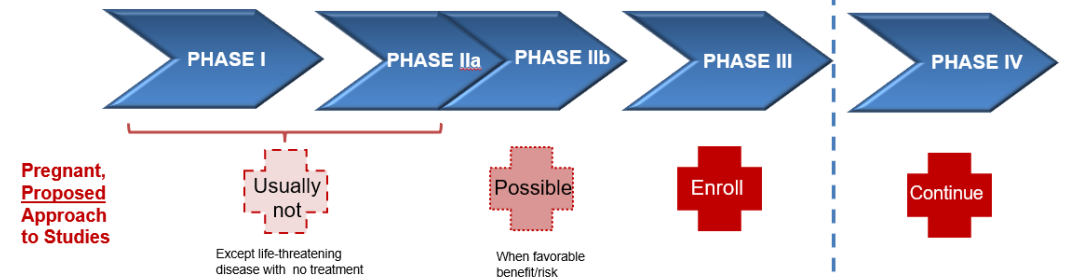 PHASE I
PHASE IIa
PHASE IIb
PHASE III
PHASE IV
Pregnant,
Proposed
Approach
to Studies
Usually
not
Possible
Enroll
Continue
Except life-threatening
disease with no treatment
When favorable
benefit/risk